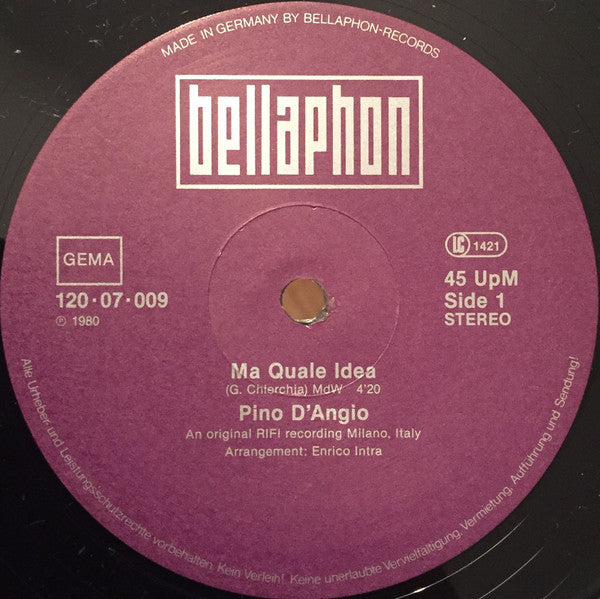 MADE IN GERMANY BY BELLAPHON-RECORDS
bellaphon
GEMA
120·07·009
℗ 1980
LC 1421
45 UpM
Side 1
STEREO
Ma Quale Idea
(G. Chierchia) MdW 4'20
Pino D'Angio
An original RIFI recording Milano, Italy
Arrangement: Enrico Intra
Alle Urheber- und Leistungsschutzrechte vorbehalten. Kein Verleih! Keine unerlaubte Vervielfältigung, Vermietung, Aufführung und Sendung!